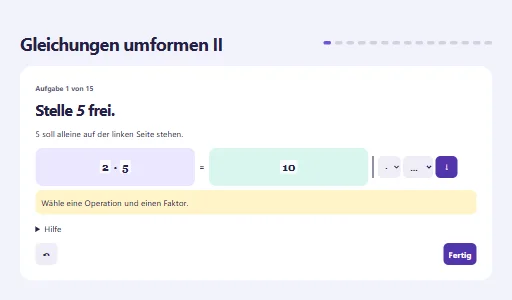 Gleichungen umformen II
Aufgabe 1 von 15
Stelle 5 frei.
5 soll alleine auf der linken Seite stehen.
2 · 5 = 10 | · ... ↓
Wähle eine Operation und einen Faktor.
▶ Hilfe
↶ Fertig